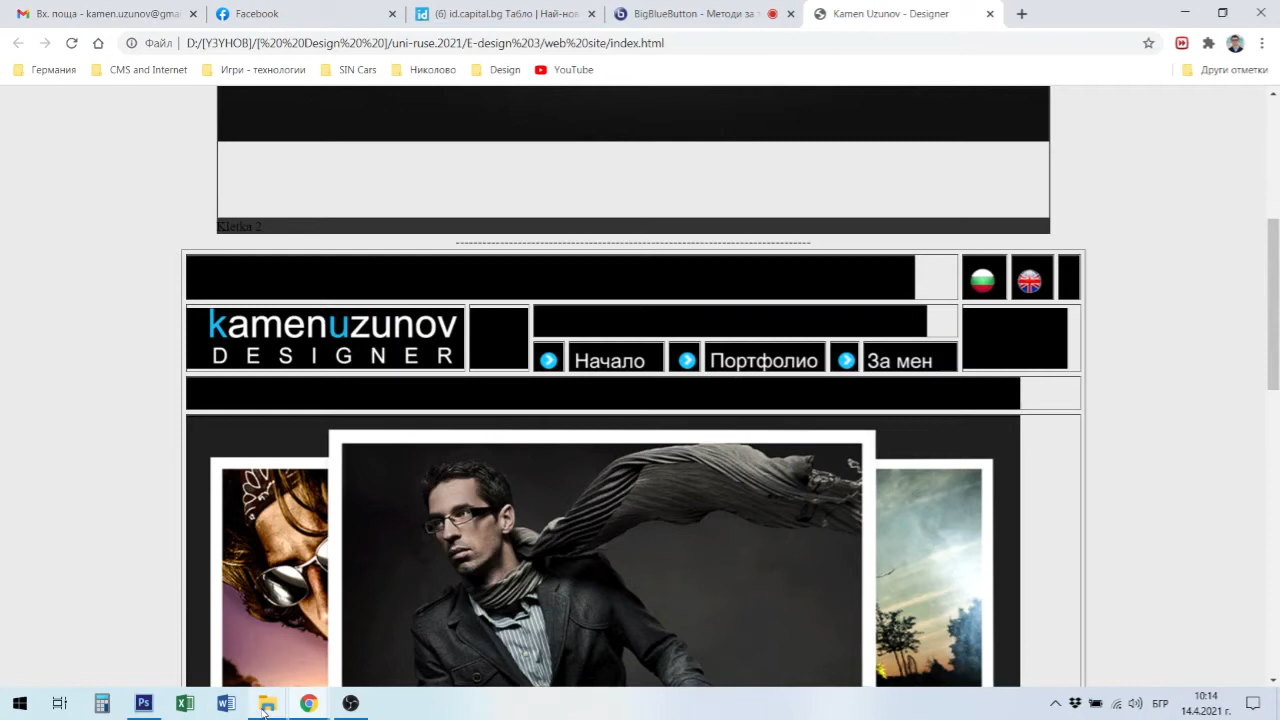 Вх. поща - kamen.uzunov@gmai
Facebook
(6) id.capital.bg Табло | Най-нов
BigBlueButton - Методи за
Kamen Uzunov - Designer
Файл
D:/[УЗУНОВ]/[%20%20Design%20%20]/uni-ruse.2021/E-design%203/web%20site/index.html
Германия
CMS and Internet
Игри - технологии
SIN Cars
Николово
Design
YouTube
Други отметки
Kletka 2
kamenuzunov
DESIGNER
Начало
Портфолио
За мен
БГР
10:14
14.4.2021 г.